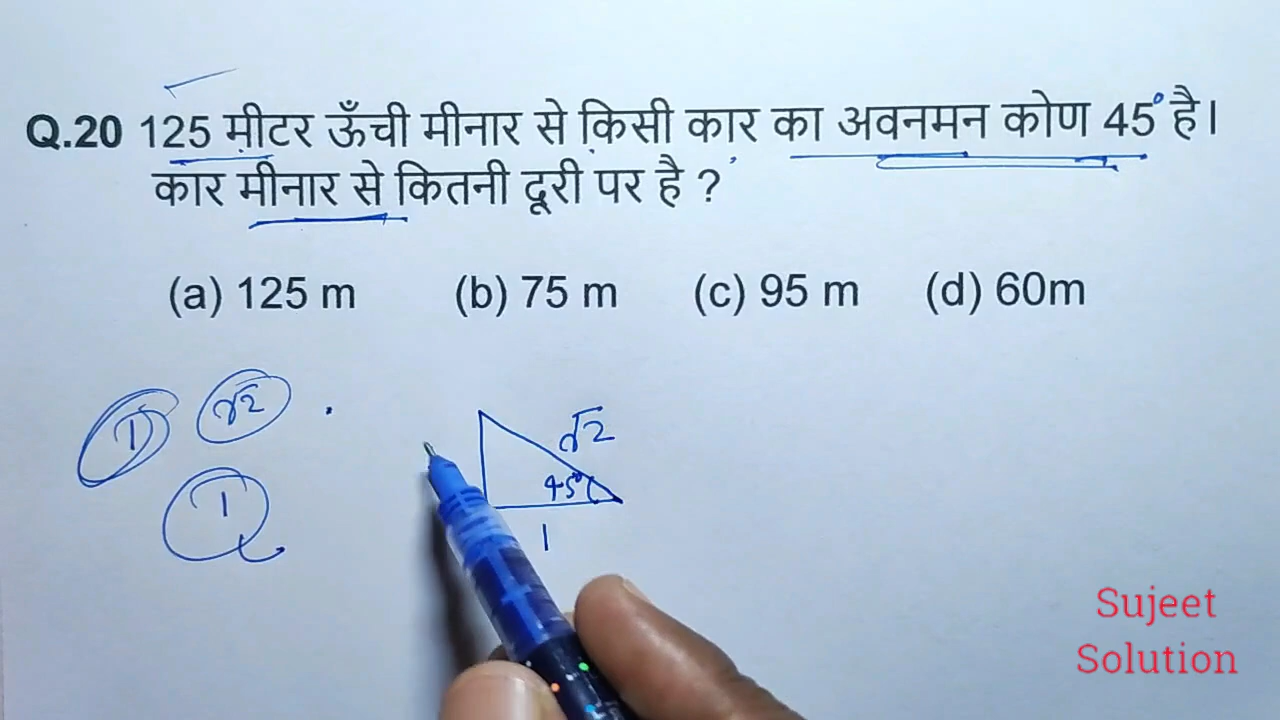 Q.20 125 मीटर ऊँची मीनार से किसी कार का अवनमन कोण 45° है।
कार मीनार से कितनी दूरी पर है ?
(a) 125 m (b) 75 m (c) 95 m (d) 60m
1 √2
1
√2
45°
1
Sujeet
Solution